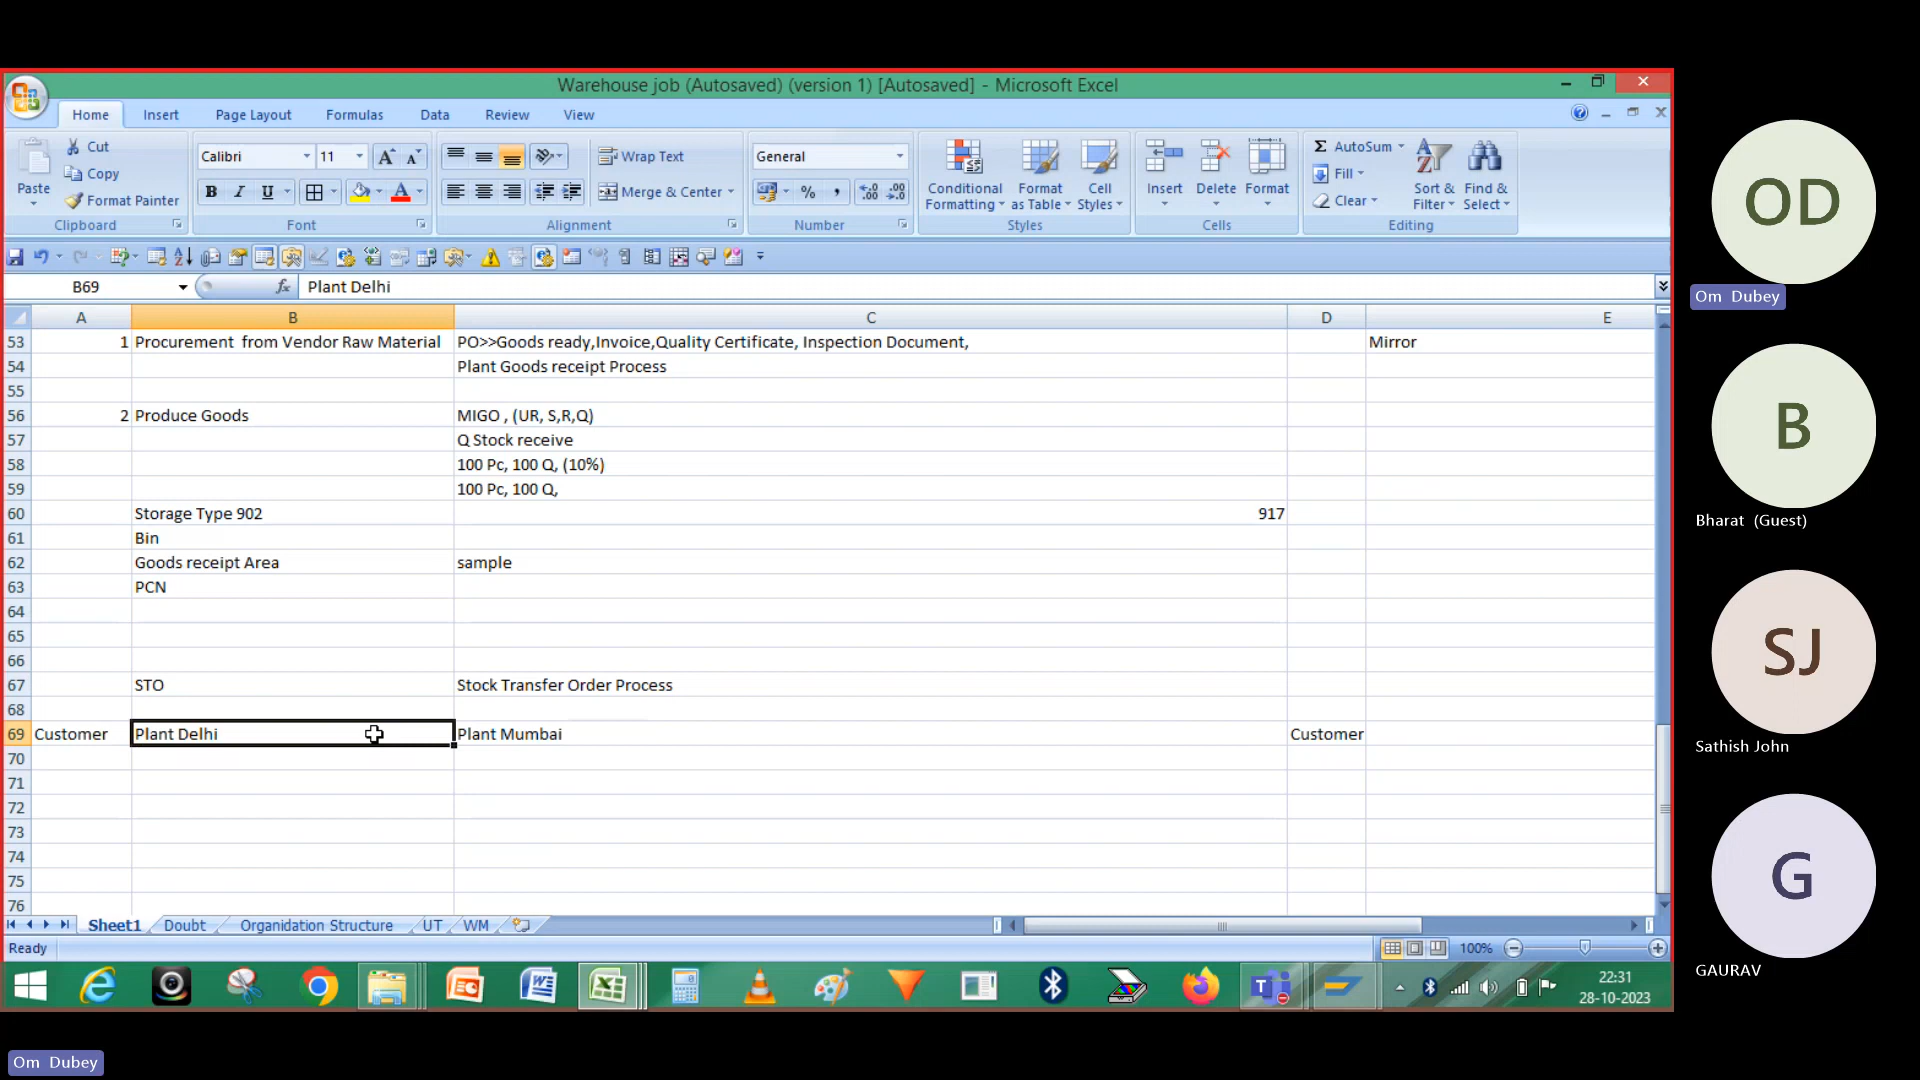 Warehouse job (Autosaved) (version 1) [Autosaved] - Microsoft Excel
Home Insert Page Layout Formulas Data Review View
Paste Cut Copy Format Painter Clipboard
Calibri 11 A A B I U A Font
Wrap Text Merge & Center Alignment
General % , .0 .00 .00 .0 Number
Conditional Formatting Format as Table Cell Styles Styles
Insert Delete Format Cells
Σ AutoSum Fill Clear Sort & Filter Find & Select Editing
B69 fx Plant Delhi
A B C D E
53 1 Procurement from Vendor Raw Material PO>>Goods ready,Invoice,Quality Certificate, Inspection Document, Mirror
54 Plant Goods receipt Process
55
56 2 Produce Goods MIGO , (UR, S,R,Q)
57 Q Stock receive
58 100 Pc, 100 Q, (10%)
59 100 Pc, 100 Q,
60 Storage Type 902 917
61 Bin
62 Goods receipt Area sample
63 PCN
64
65
66
67 STO Stock Transfer Order Process
68
69 Customer Plant Delhi Plant Mumbai Customer
70
71
72
73
74
75
76
Sheet1 Doubt Organidation Structure UT WM
Ready 100%
22:31
28-10-2023
OD
Om Dubey
B
Bharat (Guest)
SJ
Sathish John
G
GAURAV
Om Dubey